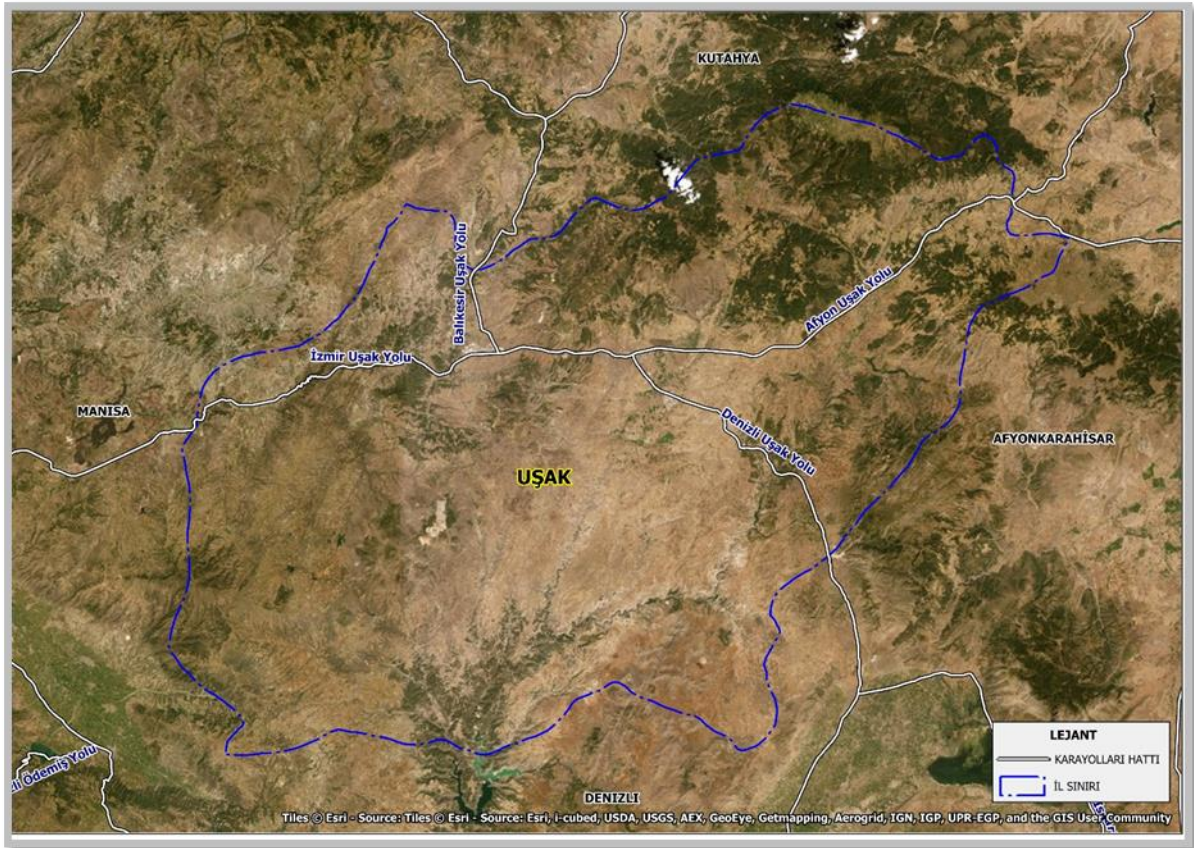 KUTAHYA
Balıkesir Uşak Yolu
Afyon Uşak Yolu
İzmir Uşak Yolu
MANISA
Denizli Uşak Yolu
AFYONKARAHİSAR
UŞAK
LEJANT
KARAYOLLARI HATTI
İL SINIRI
Ödemiş Yolu
DENIZLI
Tiles © Esri - Source: Tiles © Esri - Source: Esri, i-cubed, USDA, USGS, AEX, GeoEye, Getmapping, Aerogrid, IGN, IGP, UPR-EGP, and the GIS User Community